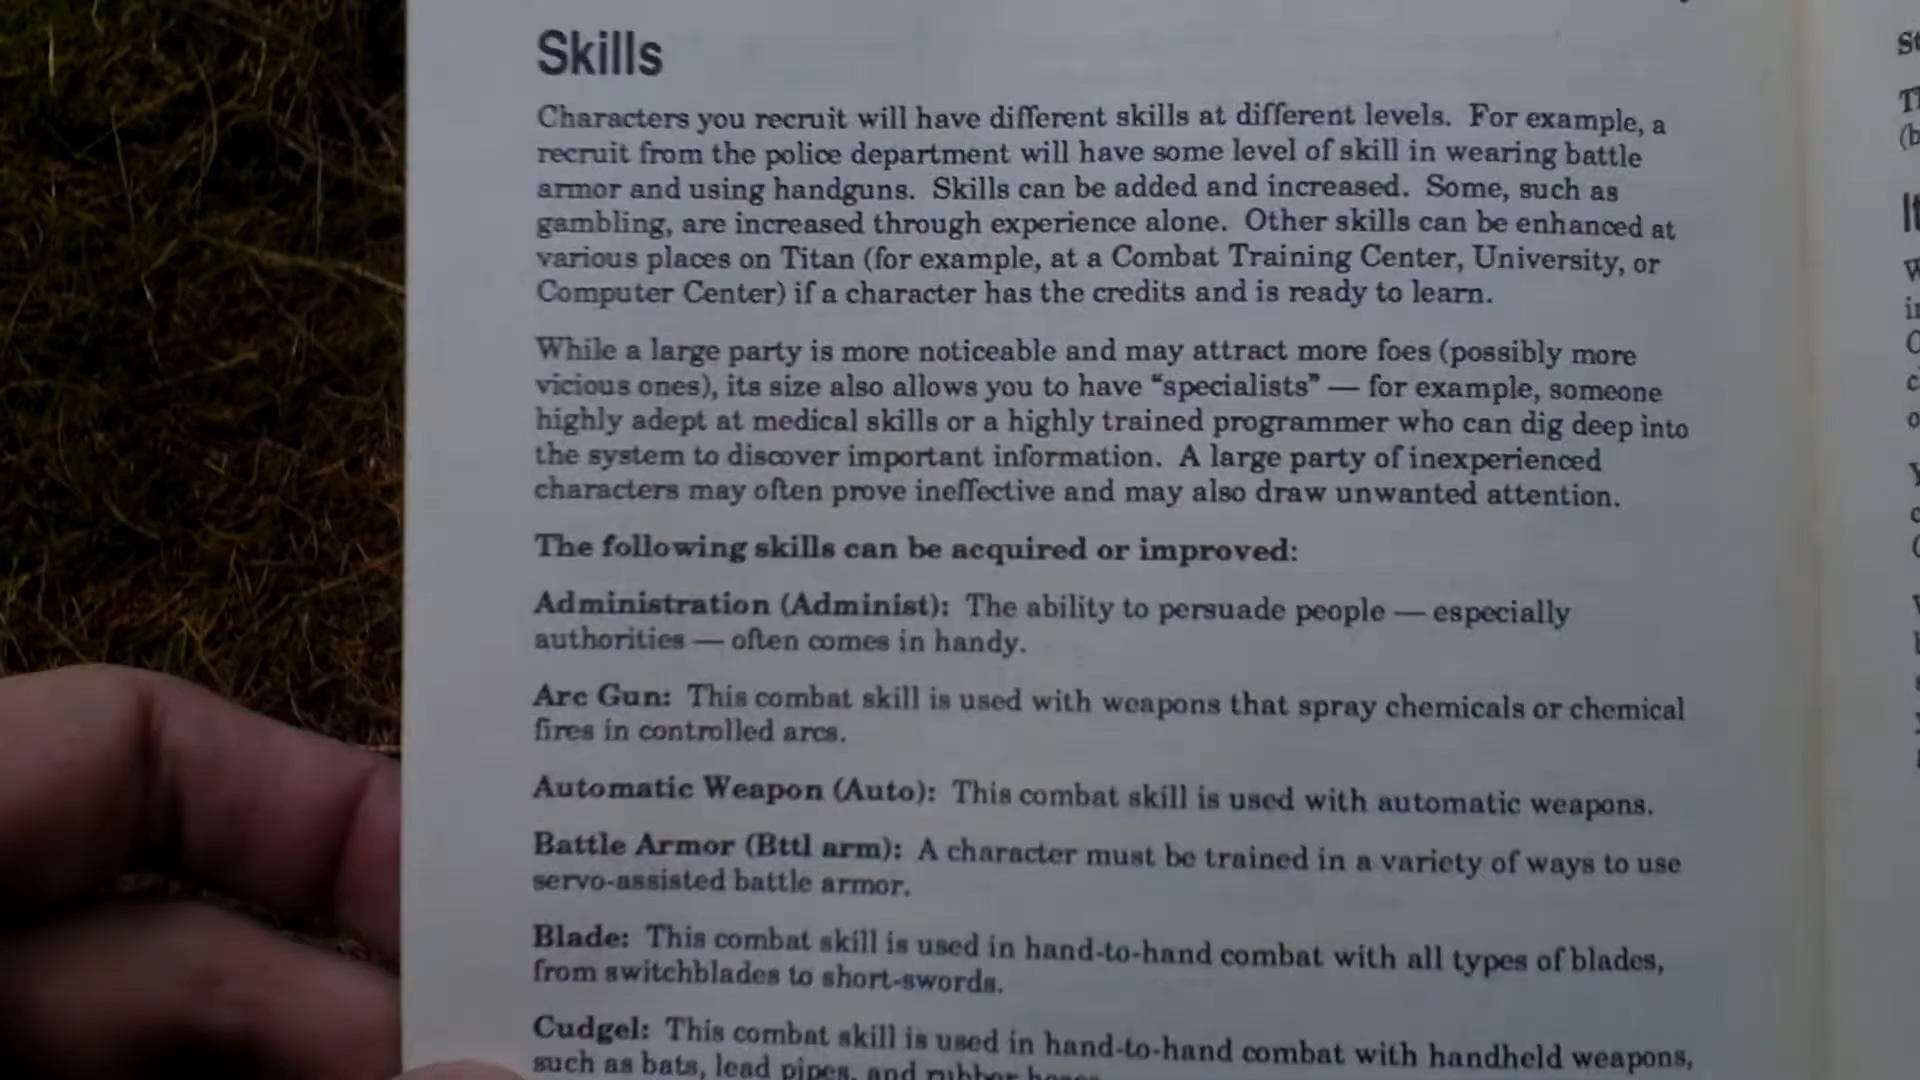 Skills
Characters you recruit will have different skills at different levels. For example, a
recruit from the police department will have some level of skill in wearing battle
armor and using handguns. Skills can be added and increased. Some, such as
gambling, are increased through experience alone. Other skills can be enhanced at
various places on Titan (for example, at a Combat Training Center, University, or
Computer Center) if a character has the credits and is ready to learn.
While a large party is more noticeable and may attract more foes (possibly more
vicious ones), its size also allows you to have “specialists” — for example, someone
highly adept at medical skills or a highly trained programmer who can dig deep into
the system to discover important information. A large party of inexperienced
characters may often prove ineffective and may also draw unwanted attention.
The following skills can be acquired or improved:
Administration (Administ): The ability to persuade people — especially
authorities — often comes in handy.
Arc Gun: This combat skill is used with weapons that spray chemicals or chemical
fires in controlled arcs.
Automatic Weapon (Auto): This combat skill is used with automatic weapons.
Battle Armor (Bttl arm): A character must be trained in a variety of ways to use
servo-assisted battle armor.
Blade: This combat skill is used in hand-to-hand combat with all types of blades,
from switchblades to short-swords.
Cudgel: This combat skill is used in hand-to-hand combat with handheld weapons,
such as bats, lead pipes, and rubber